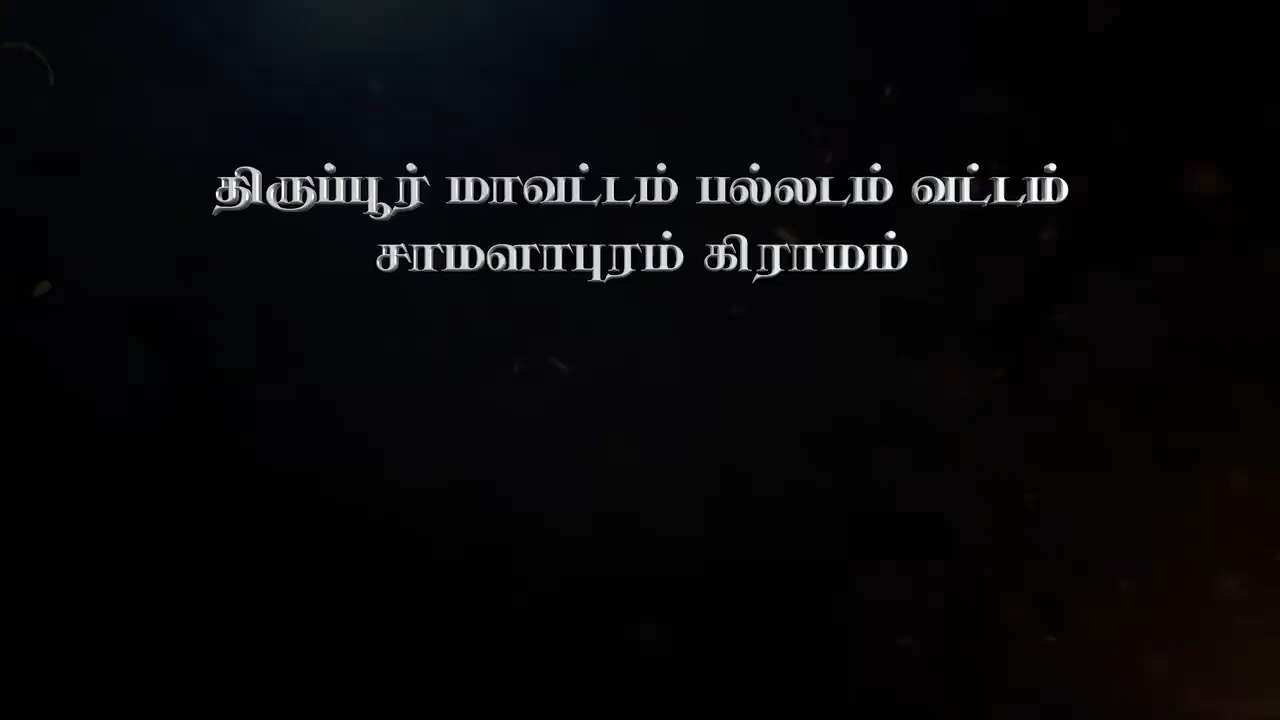 திருப்பூர் மாவட்டம் பல்லடம் வட்டம்
சாமளாபுரம் கிராமம்